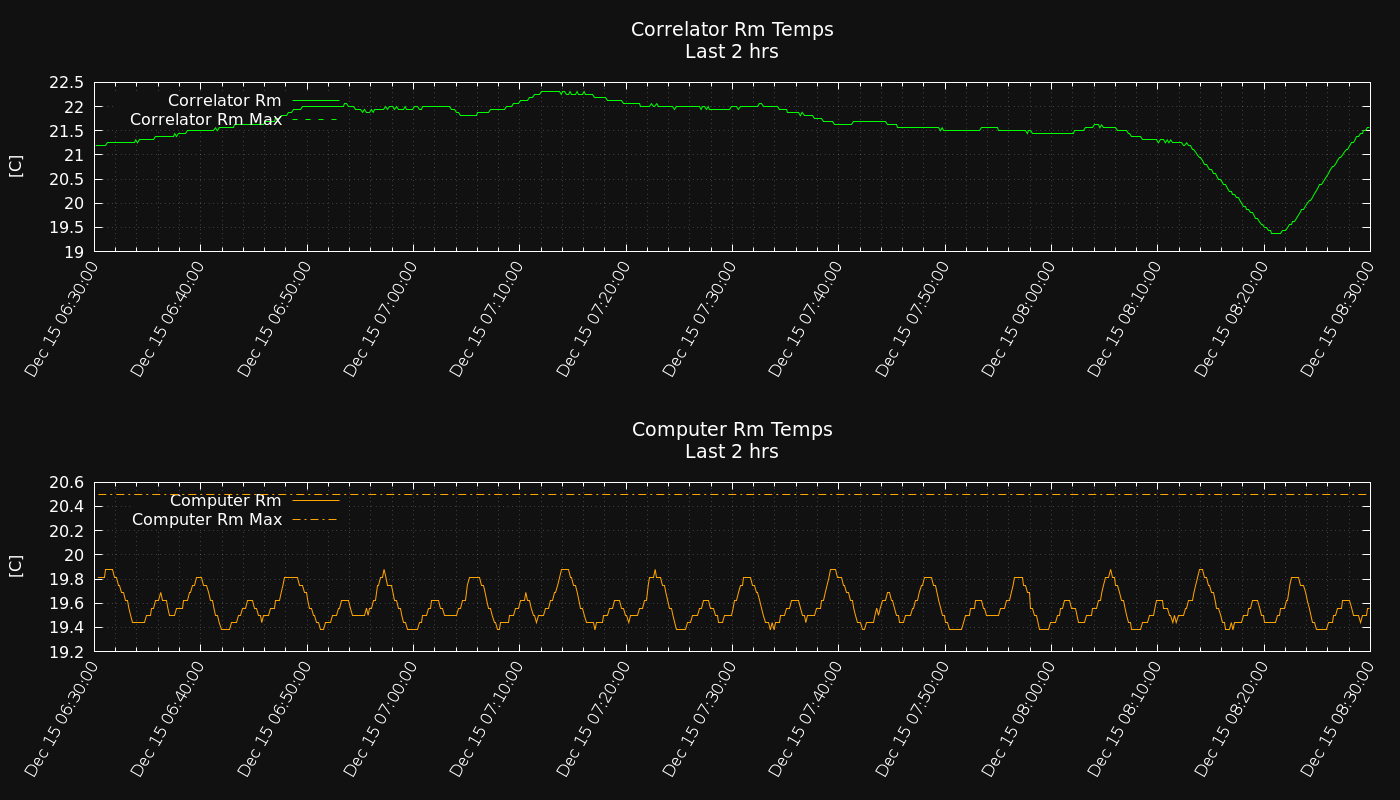 Correlator Rm Temps
Last 2 hrs
Correlator Rm
Correlator Rm Max
[C]
22.5
22
21.5
21
20.5
20
19.5
19
Dec 15 06:30:00
Dec 15 06:40:00
Dec 15 06:50:00
Dec 15 07:00:00
Dec 15 07:10:00
Dec 15 07:20:00
Dec 15 07:30:00
Dec 15 07:40:00
Dec 15 07:50:00
Dec 15 08:00:00
Dec 15 08:10:00
Dec 15 08:20:00
Dec 15 08:30:00
Computer Rm Temps
Last 2 hrs
Computer Rm
Computer Rm Max
[C]
20.6
20.4
20.2
20
19.8
19.6
19.4
19.2
Dec 15 06:30:00
Dec 15 06:40:00
Dec 15 06:50:00
Dec 15 07:00:00
Dec 15 07:10:00
Dec 15 07:20:00
Dec 15 07:30:00
Dec 15 07:40:00
Dec 15 07:50:00
Dec 15 08:00:00
Dec 15 08:10:00
Dec 15 08:20:00
Dec 15 08:30:00